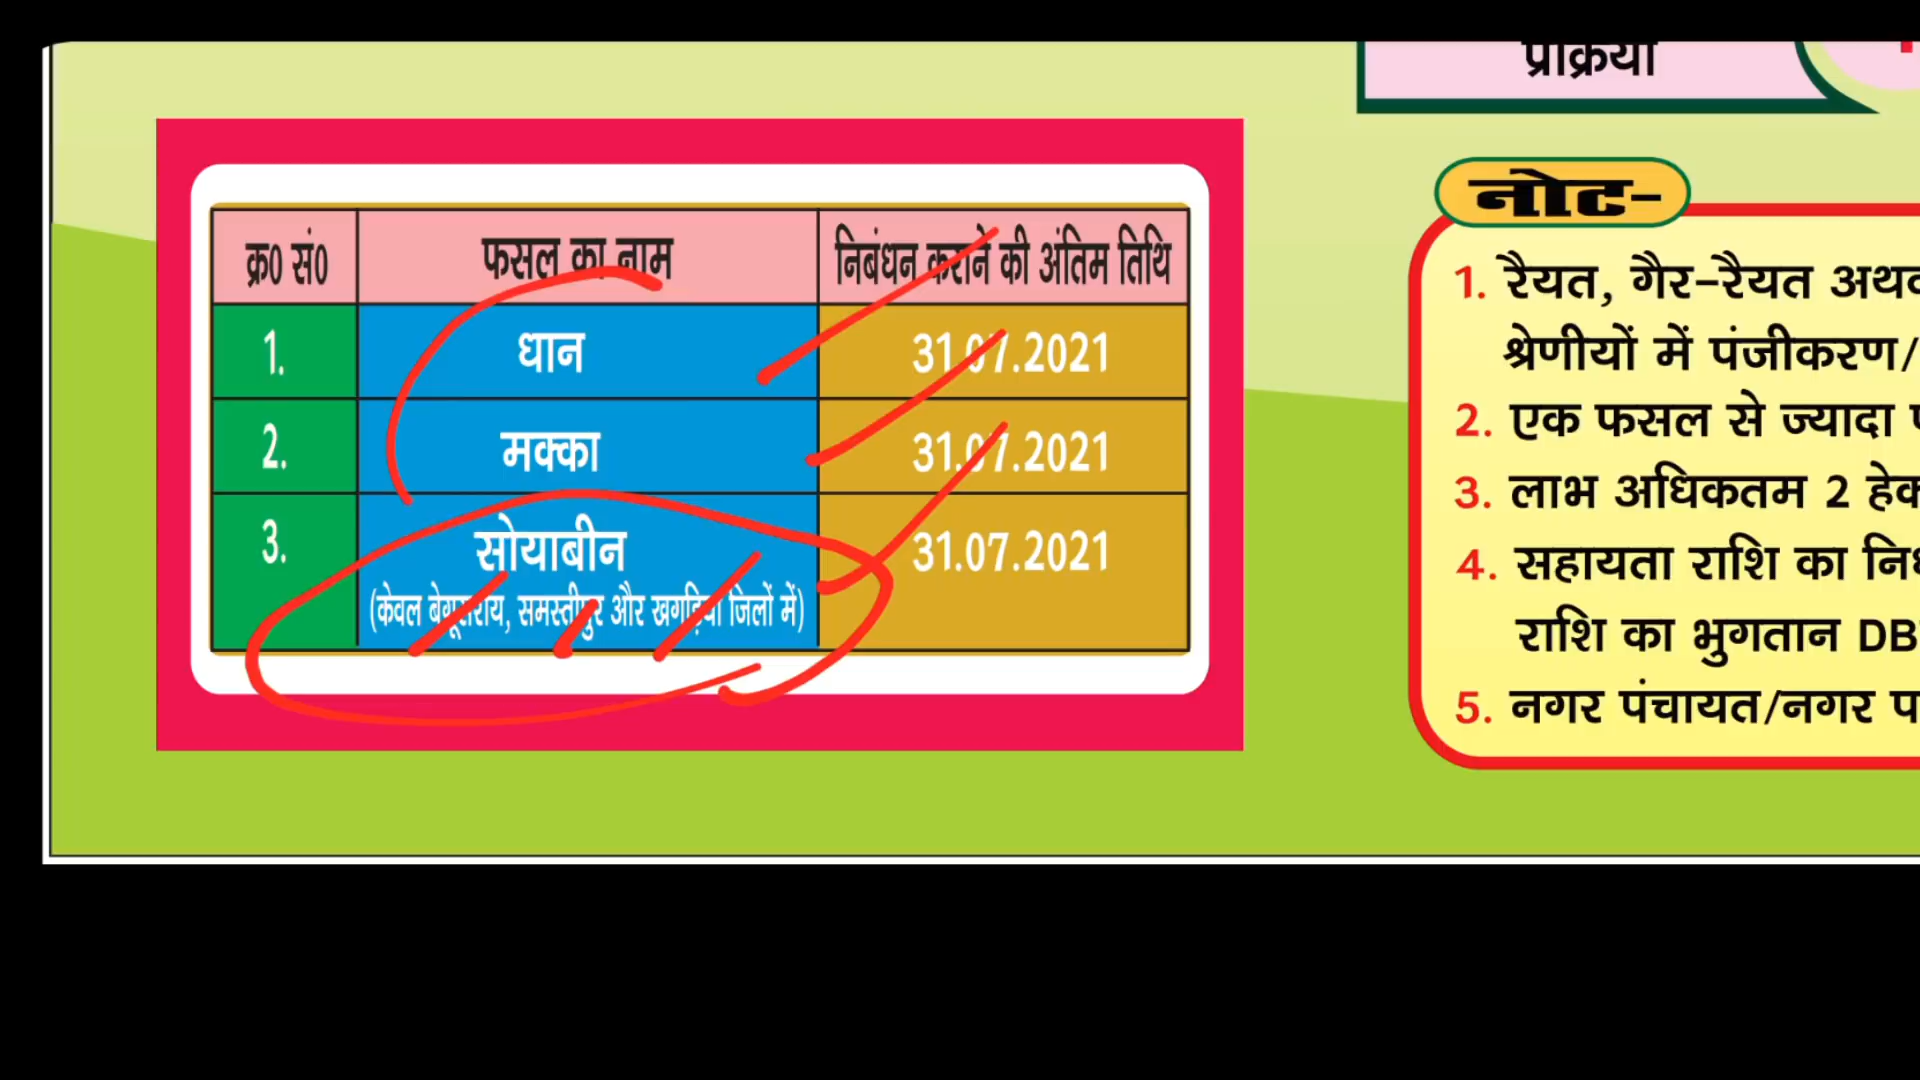 प्रक्रिया
क्र0 सं0 फसल का नाम निबंधन कराने की अंतिम तिथि
1. धान 31.07.2021
2. मक्का 31.07.2021
3. सोयाबीन 31.07.2021
(केवल बेगूसराय, समस्तीपुर और खगड़िया जिलों में)
नोट-
1. रैयत, गैर-रैयत
श्रेणीयों में पंजीकरण/
2. एक फसल से ज्यादा
3. लाभ अधिकतम 2
4. सहायता राशि का
राशि का भुगतान
5. नगर पंचायत/नगर